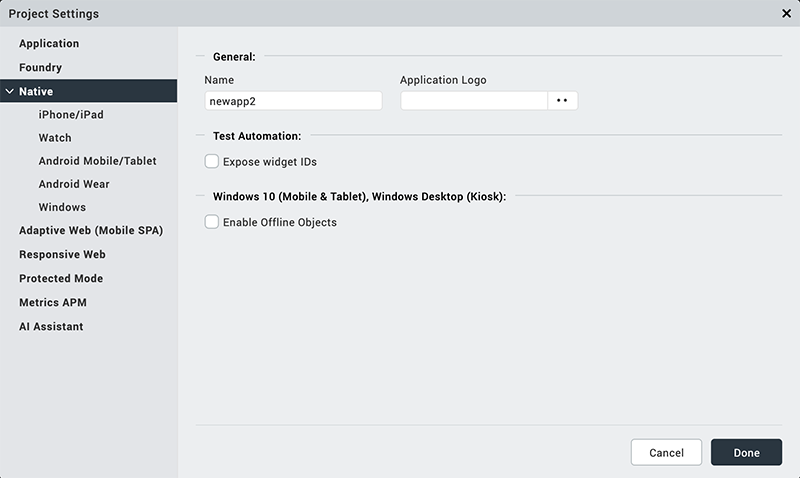 Project Settings
Application
Foundry
Native
iPhone/iPad
Watch
Android Mobile/Tablet
Android Wear
Windows
Adaptive Web (Mobile SPA)
Responsive Web
Protected Mode
Metrics APM
AI Assistant
General:
Name
Application Logo
newapp2
Test Automation:
Expose widget IDs
Windows 10 (Mobile & Tablet), Windows Desktop (Kiosk):
Enable Offline Objects
Cancel
Done